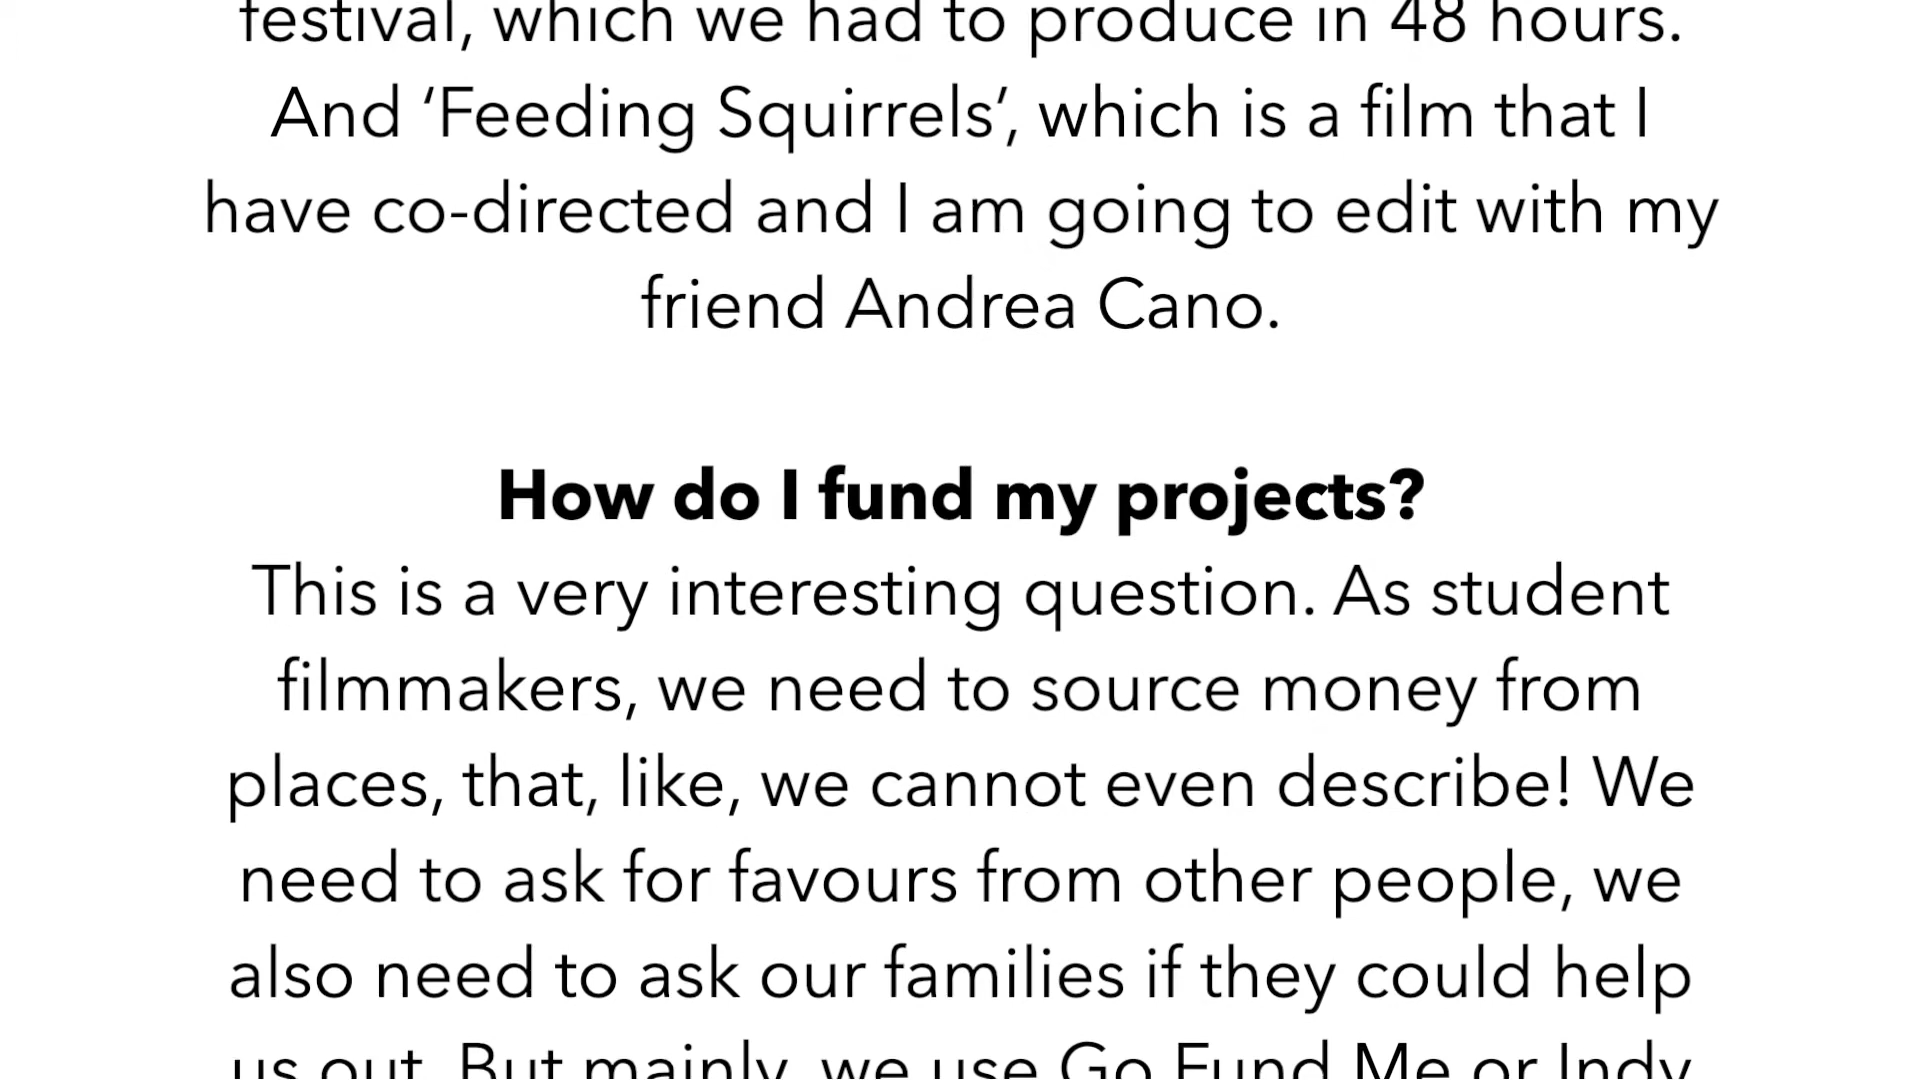 festival, which we had to produce in 48 hours.
And ‘Feeding Squirrels’, which is a film that I
have co-directed and I am going to edit with my
friend Andrea Cano.
How do I fund my projects?
This is a very interesting question. As student
filmmakers, we need to source money from
places, that, like, we cannot even describe! We
need to ask for favours from other people, we
also need to ask our families if they could help
us out. But mainly, we use Go Fund Me or Indy